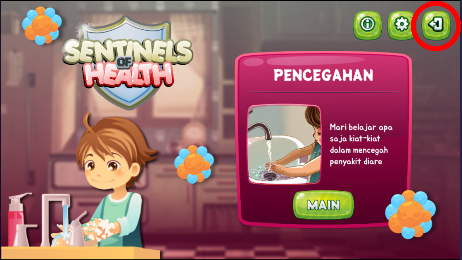 SENTINELS
OF
HEALTH
PENCEGAHAN
Mari belajar apa
saja kiat-kiat
dalam mencegah
penyakit diare
MAIN